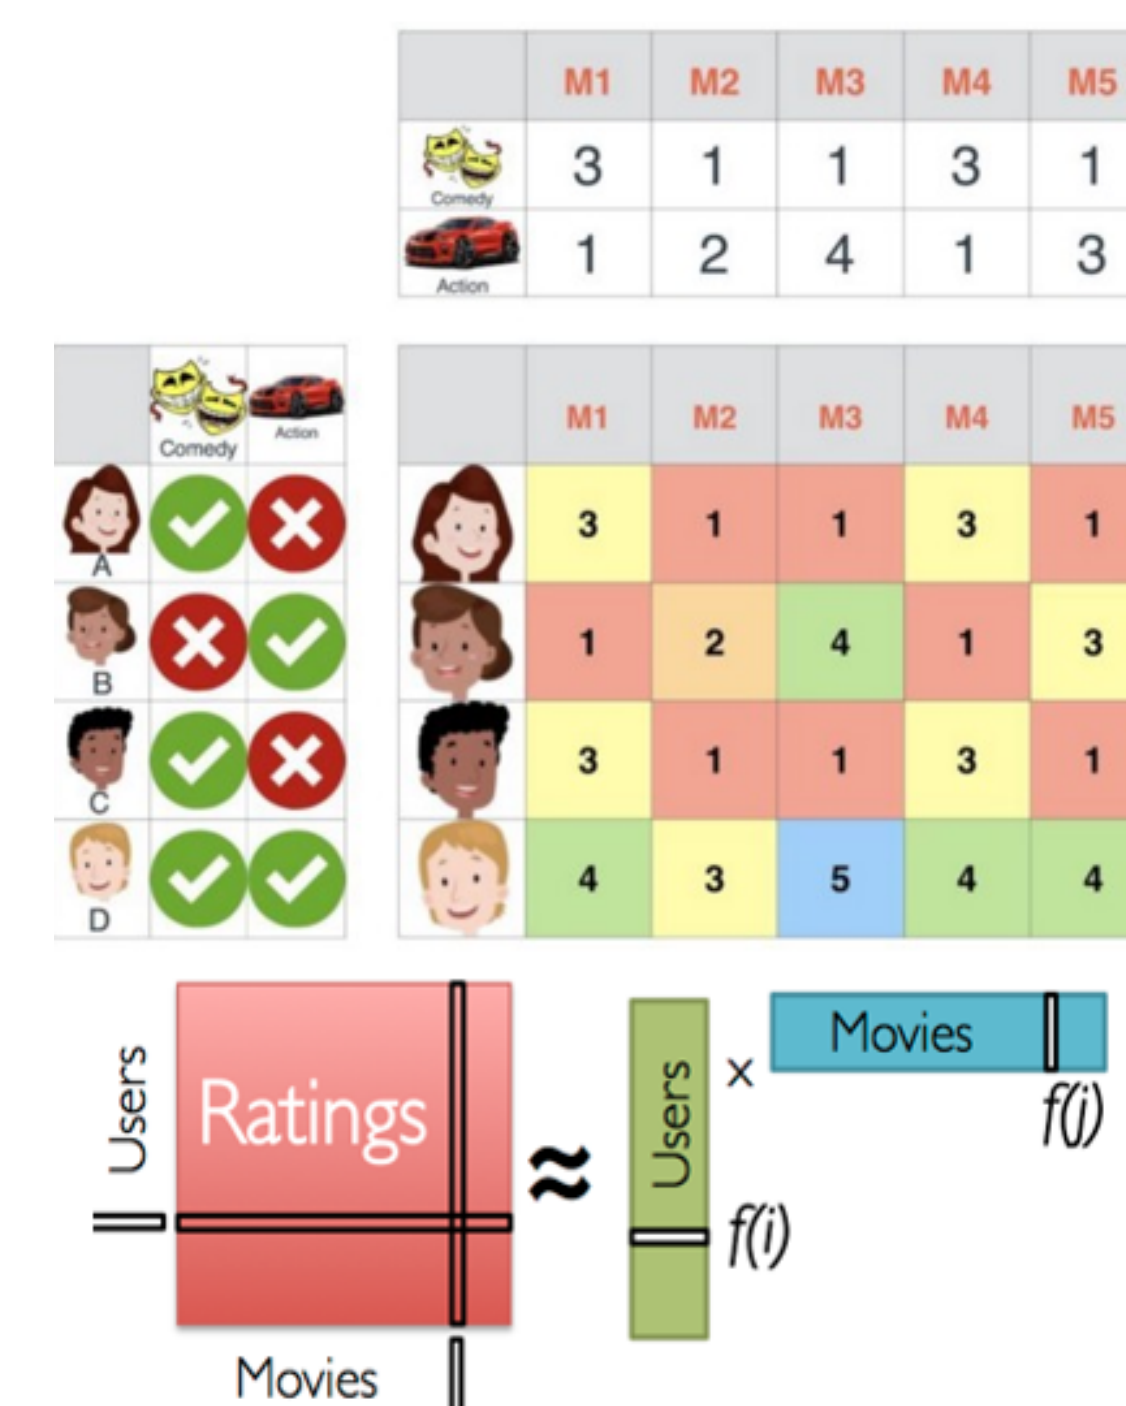 M1 M2 M3 M4 M5
Comedy 3 1 1 3 1
Action 1 2 4 1 3
Comedy Action
M1 M2 M3 M4 M5
A 3 1 1 3 1
B 1 2 4 1 3
C 3 1 1 3 1
D 4 3 5 4 4
Users
Ratings
Movies
≈
Users
f(i)
x
Movies
f(j)